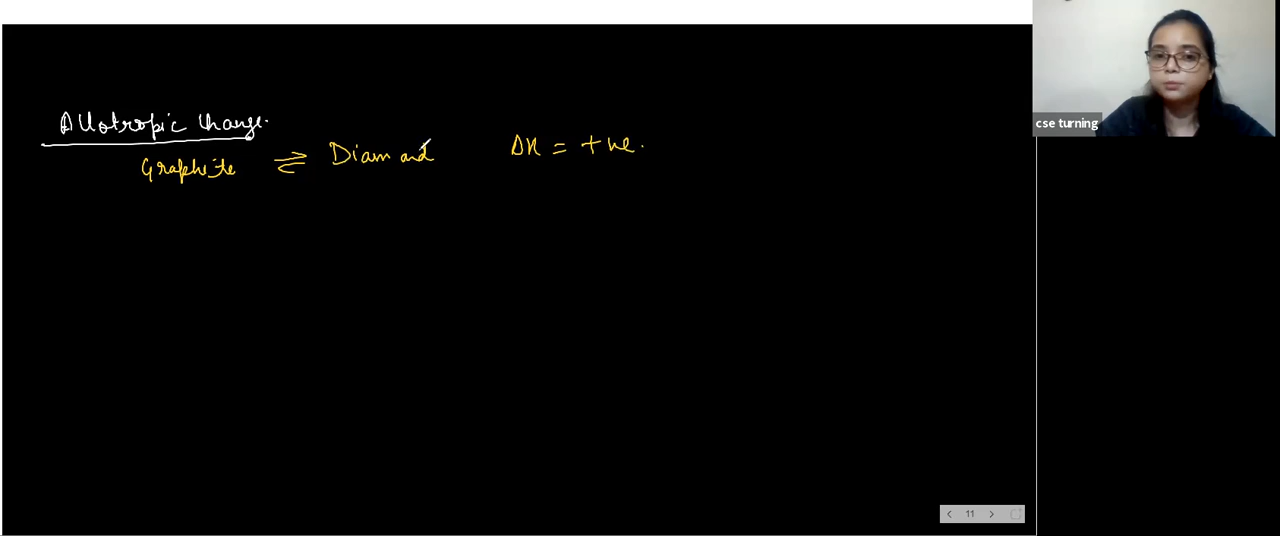 Allotropic Change.
Graphite ⇌ Diamond ΔH = +ve.
cse turning
< 11 >